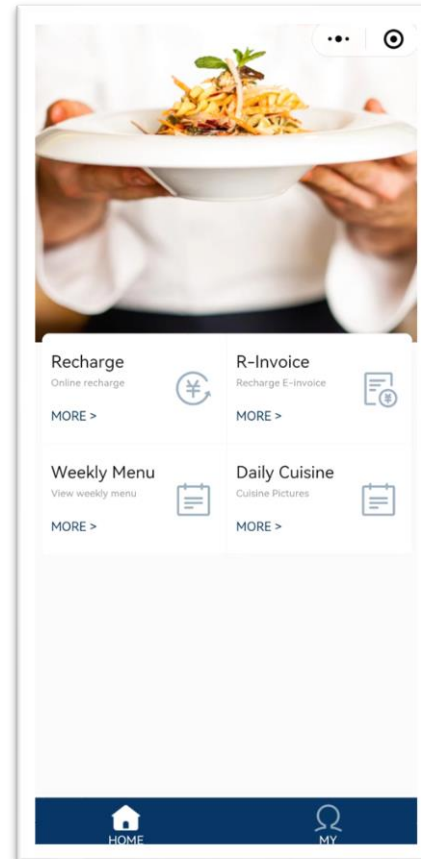 Recharge
Online recharge
MORE >
R-Invoice
Recharge E-invoice
MORE >
Weekly Menu
View weekly menu
MORE >
Daily Cuisine
Cuisine Pictures
MORE >
HOME
MY